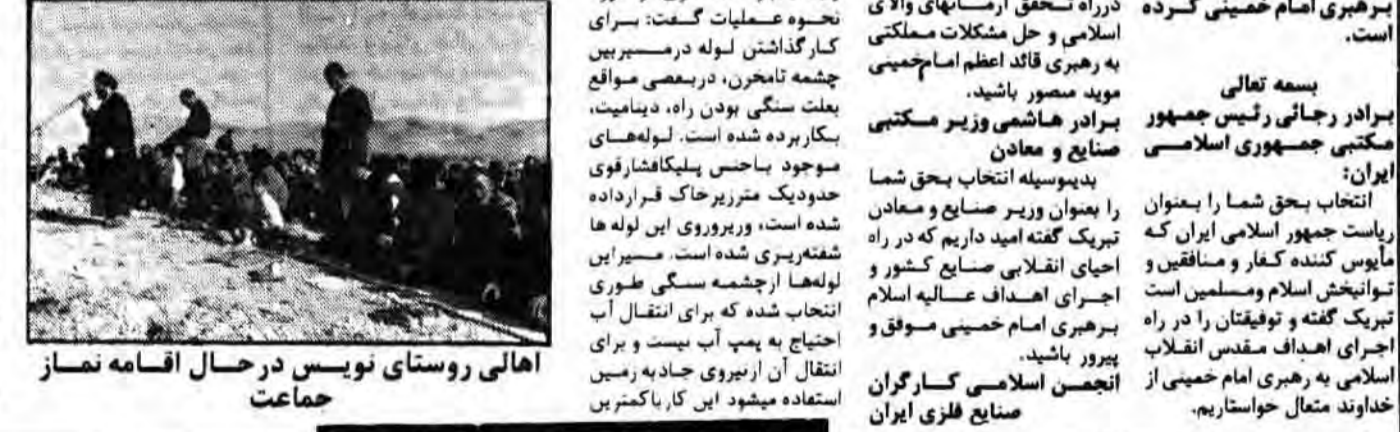 برهبری امام خمینی کرده
است.
بسمه تعالی
برادر رجائی رئیس جمهور
مکتبی جمهوری اسلامی
ایران:
انتخاب بحق شما را بعنوان
ریاست جمهور اسلامی ایران که
مأیوس کننده کفار و منافقین و
توانبخش اسلام ومسلمین است
تبریک گفته و توفیقتان را در راه
اجرای اهداف مقدس انقلاب
اسلامی به رهبری امام خمینی از
خداوند متعال خواستاریم.
درراه تحقق آرمانهای والای
اسلامی و حل مشکلات مملکتی
به رهبری قائد اعظم امام‌خمینی
موید منصور باشید.
برادر هاشمی وزیر مکتبی
صنایع و معادن
بدیبوسیله انتخاب بحق شما
را بعنوان وزیر صنایع و معادن
تبریک گفته امید داریم که در راه
احیای انقلابی صنایع کشور و
اجرای اهداف عالیه اسلام
برهبری امام خمینی موفق و
پیرور باشید.
انجمن اسلامی کارگران
صنایع فلزی ایران
نحوه عملیات گفت: برای
کارگذاشتن لوله درمسیربین
چشمه تامخزن، دربعضی مواقع
بعلت سنگی بودن راه، دینامیت،
بکاربرده شده است. لوله‌های
موجود باجنس پلیکافشارقوی
حدودیک مترزیرخاک قرارداده
شده است، وریروروی این لوله ها
شفته‌ریزی شده است. مسیراین
لوله‌ها ازچشمه سنگی طوری
انتخاب شده که برای انتقال آب
احتیاج به پمپ آب نیست و برای
انتقال آن ازنیروی جاذبه زمین
استفاده میشود این کار باکمترین
اهالی روستای نویس در حال اقامه نماز
جماعت